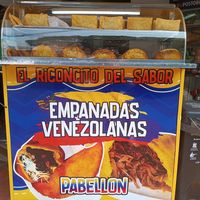 EL RICONCITO DEL SABOR
EMPANADAS
VENEZOLANAS
PABELLON